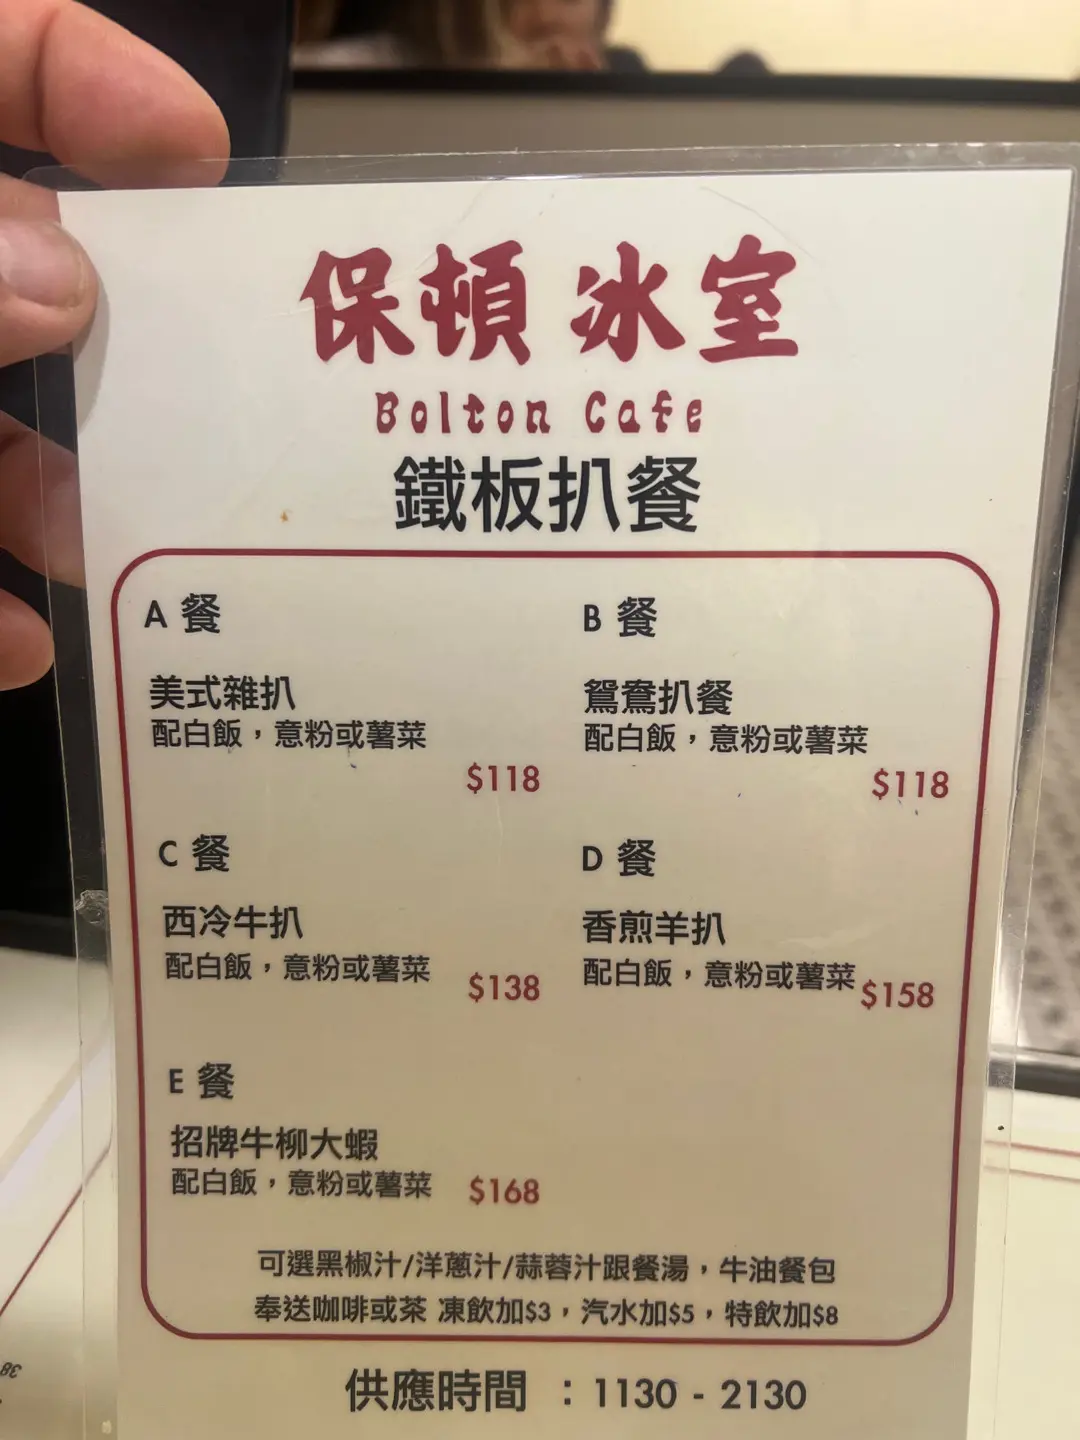 保頓 冰室
Bolton Cafe
鐵板扒餐
A 餐
美式雜扒
配白飯，意粉或薯菜
$118
B 餐
鴛鴦扒餐
配白飯，意粉或薯菜
$118
C 餐
西冷牛扒
配白飯，意粉或薯菜
$138
D 餐
香煎羊扒
配白飯，意粉或薯菜
$158
E 餐
招牌牛柳大蝦
配白飯，意粉或薯菜
$168
可選黑椒汁/洋蔥汁/蒜蓉汁跟餐湯，牛油餐包
奉送咖啡或茶 凍飲加$3，汽水加$5，特飲加$8
供應時間 : 1130 - 2130
38